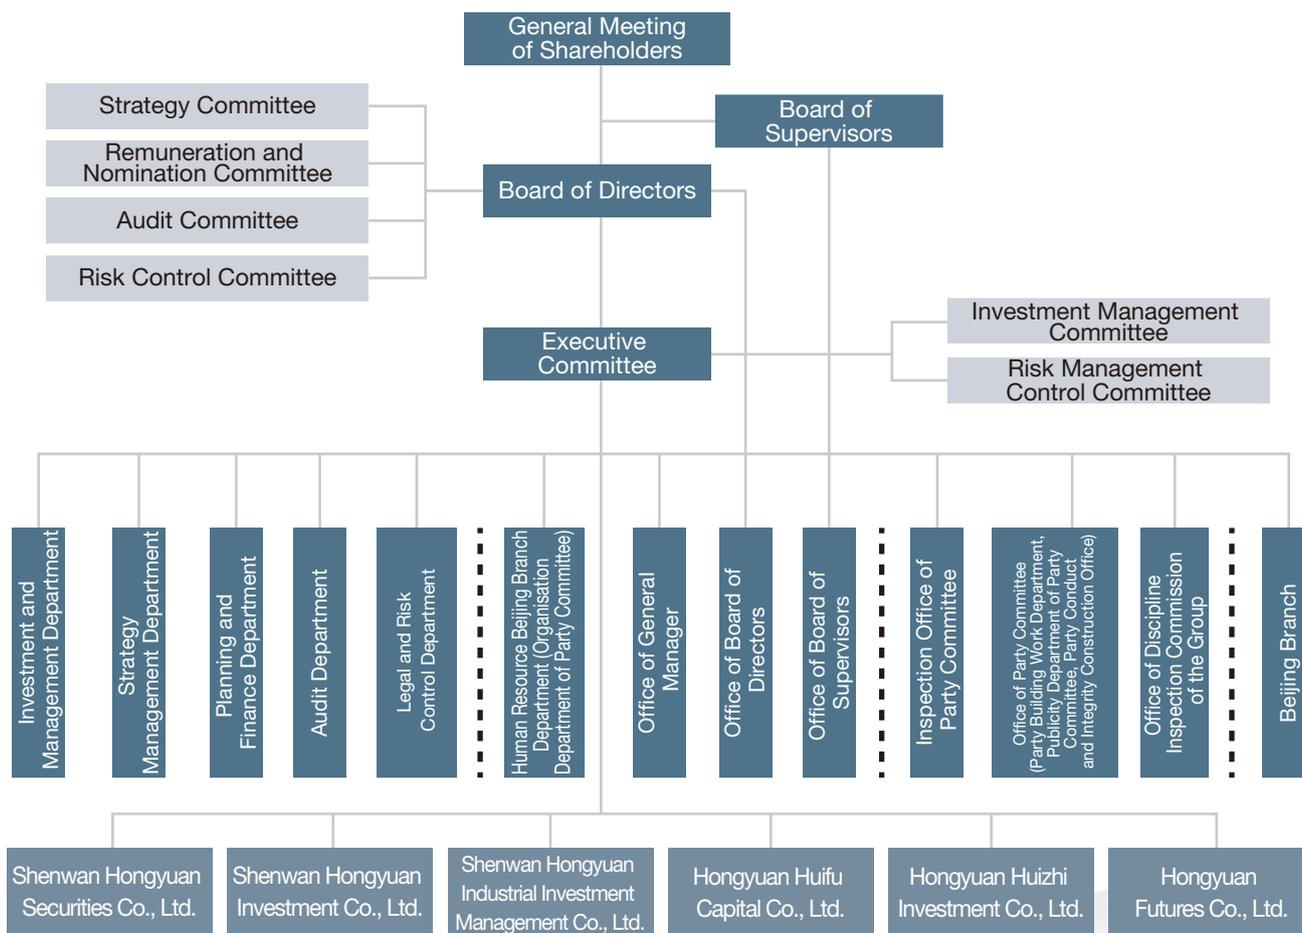 General Meeting
of Shareholders
Strategy Committee
Board of
Supervisors
Remuneration and
Nomination Committee
Board of Directors
Audit Committee
Risk Control Committee
Investment Management
Committee
Executive
Committee
Risk Management
Control Committee
Investment and
Management Department
Strategy
Management Department
Planning and
Finance Department
Audit Department
Legal and Risk
Control Department
Human Resource Beijing Branch
Department (Organisation
Department of Party Committee)
Office of General
Manager
Office of Board of
Directors
Office of Board of
Supervisors
Inspection Office of
Party Committee
Office of Party Committee
(Party Building Work Department,
Publicity Department of Party
Committee, Party Conduct
and Integrity Construction Office)
Office of Discipline
Inspection Commission
of the Group
Beijing Branch
Shenwan Hongyuan
Securities Co., Ltd.
Shenwan Hongyuan
Investment Co., Ltd.
Shenwan Hongyuan
Industrial Investment
Management Co., Ltd.
Hongyuan Huifu
Capital Co., Ltd.
Hongyuan Huizhi
Investment Co., Ltd.
Hongyuan
Futures Co., Ltd.